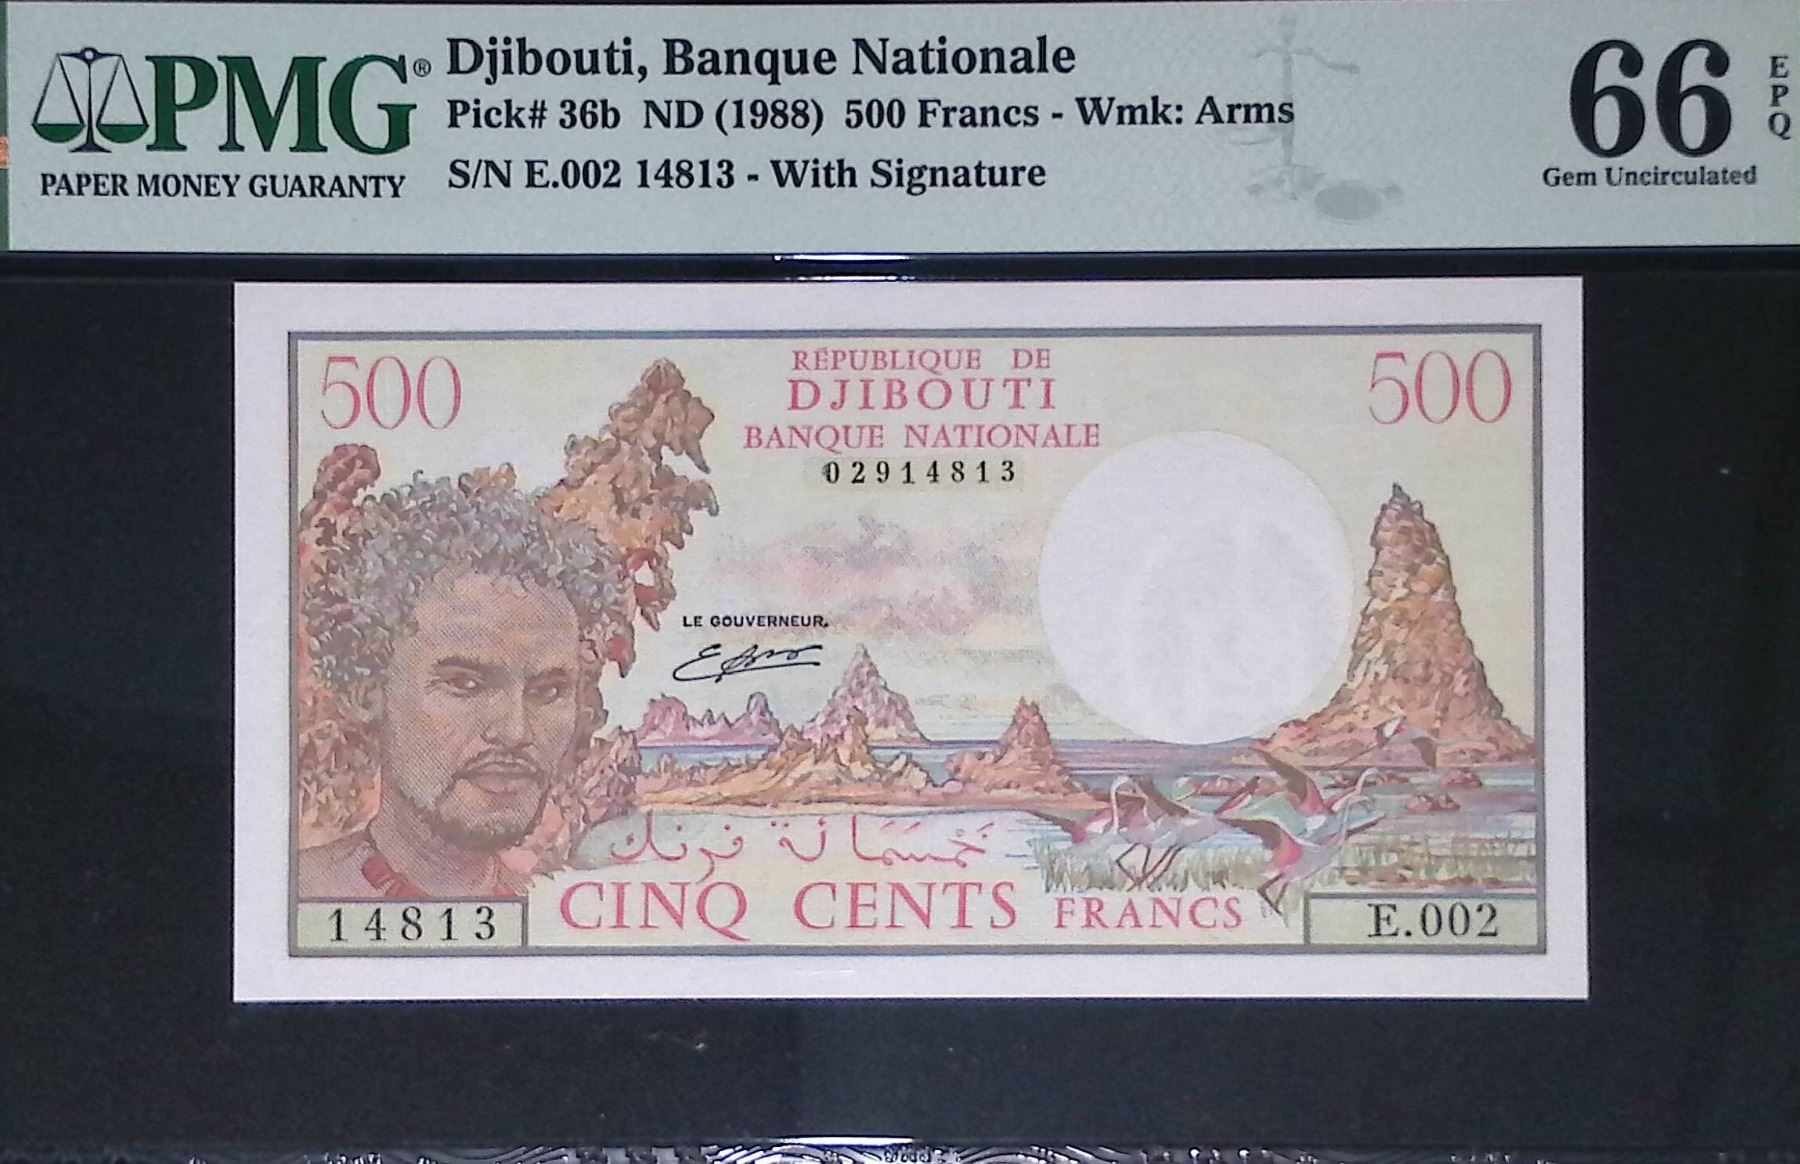 PMG®
PAPER MONEY GUARANTY
Djibouti, Banque Nationale
Pick# 36b ND (1988) 500 Francs - Wmk: Arms
S/N E.002 14813 - With Signature
66
EPQ
Gem Uncirculated
500
RÉPUBLIQUE DE
DJIBOUTI
BANQUE NATIONALE
500
02914813
LE GOUVERNEUR,
خَمْسَمَائة فرنك
CINQ CENTS FRANCS
14813
E.002